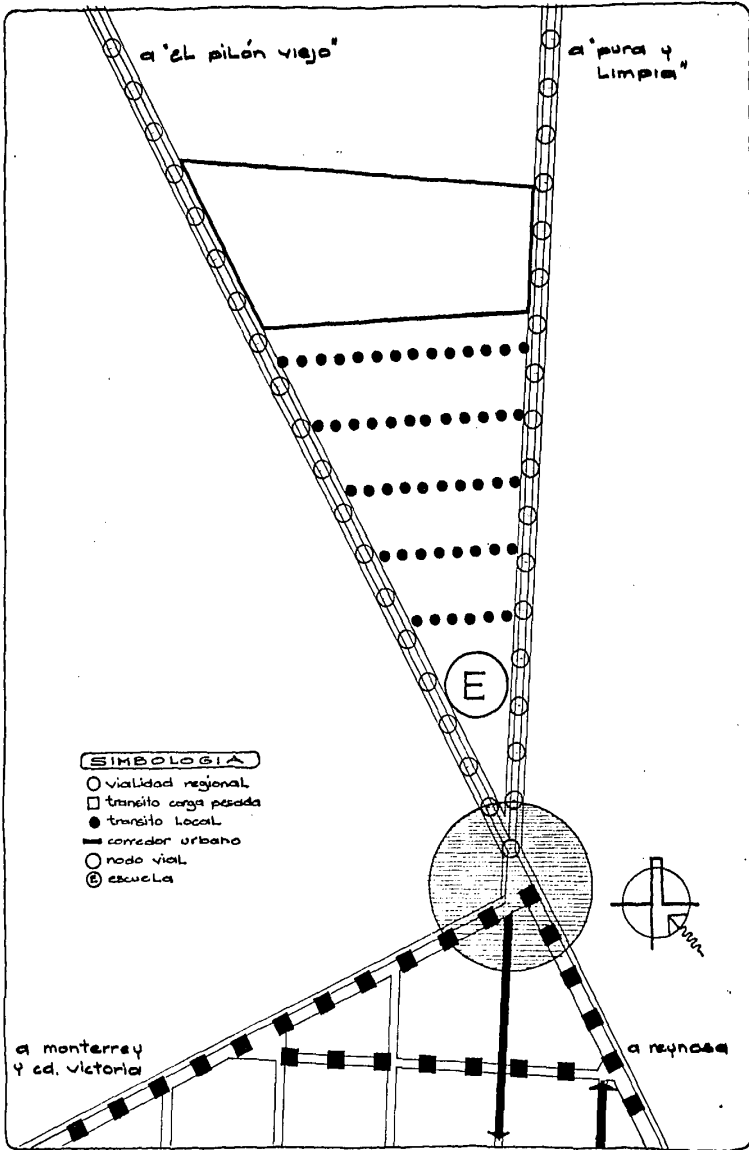 a "el pilón viejo"
a "pura y
Limpia"
E
SIMBOLOGIA
vialidad regional
transito carga pesada
transito Local
corredor urbano
nodo vial
E escuela
a monterrey
y cd. victoria
a reynosa